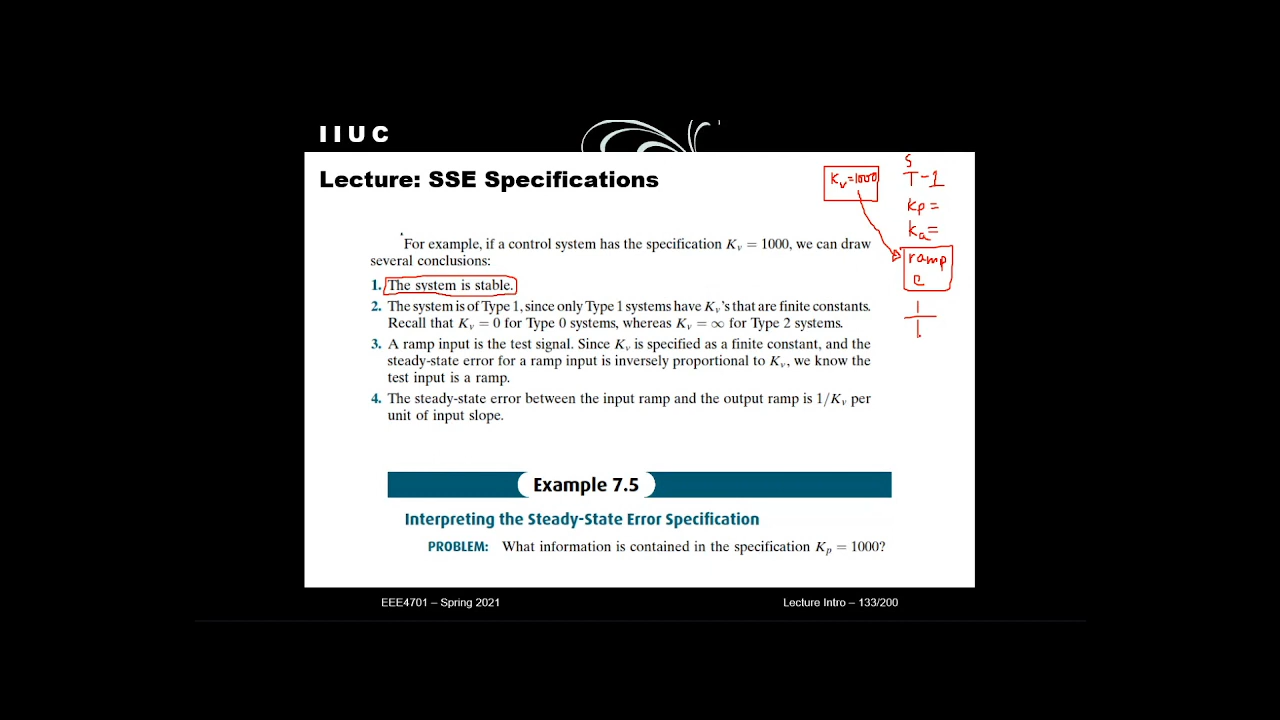 IIUC
Lecture: SSE Specifications
Kv=1000
S
T-1
Kp=
Ka=
ramp
e
1
1
For example, if a control system has the specification Kv = 1000, we can draw
several conclusions:
1. The system is stable.
2. The system is of Type 1, since only Type 1 systems have Kv's that are finite constants.
Recall that Kv = 0 for Type 0 systems, whereas Kv = ∞ for Type 2 systems.
3. A ramp input is the test signal. Since Kv is specified as a finite constant, and the
steady-state error for a ramp input is inversely proportional to Kv, we know the
test input is a ramp.
4. The steady-state error between the input ramp and the output ramp is 1/Kv per
unit of input slope.
Example 7.5
Interpreting the Steady-State Error Specification
PROBLEM: What information is contained in the specification Kp = 1000?
EEE4701 – Spring 2021
Lecture Intro – 133/200